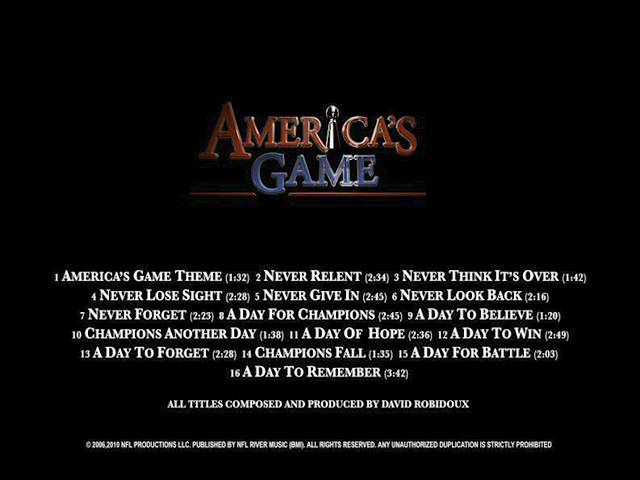 AMERICA'S
GAME
1 AMERICA'S GAME THEME (1:32) 2 NEVER RELENT (2:34) 3 NEVER THINK IT'S OVER (1:42)
4 NEVER LOSE SIGHT (2:28) 5 NEVER GIVE IN (2:45) 6 NEVER LOOK BACK (2:16)
7 NEVER FORGET (2:23) 8 A DAY FOR CHAMPIONS (2:45) 9 A DAY TO BELIEVE (1:20)
10 CHAMPIONS ANOTHER DAY (1:38) 11 A DAY OF HOPE (2:36) 12 A DAY TO WIN (2:49)
13 A DAY TO FORGET (2:28) 14 CHAMPIONS FALL (1:35) 15 A DAY FOR BATTLE (2:03)
16 A DAY TO REMEMBER (3:42)
ALL TITLES COMPOSED AND PRODUCED BY DAVID ROBIDOUX
© 2006,2010 NFL PRODUCTIONS LLC. PUBLISHED BY NFL RIVER MUSIC (BMI). ALL RIGHTS RESERVED. ANY UNAUTHORIZED DUPLICATION IS STRICTLY PROHIBITED